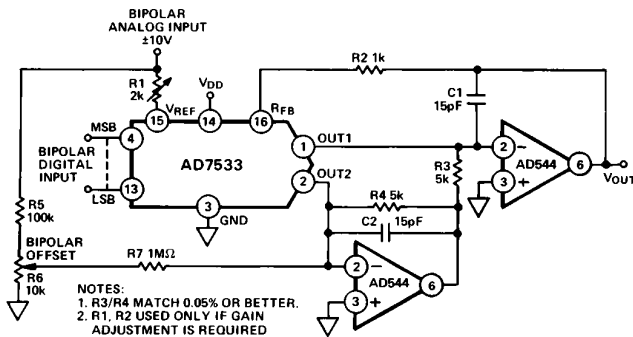 BIPOLAR
ANALOG INPUT
±10V
R1
2k
VDD
R2 1k
C1
15pF
VREF
RFB
15
14
16
MSB
4
BIPOLAR
DIGITAL
INPUT
LSB
13
AD7533
1
OUT1
2
OUT2
3
GND
R3
5k
R4 5k
C2
15pF
2
−
3
+
AD544
6
VOUT
R5
100k
BIPOLAR
OFFSET
R6
10k
R7 1MΩ
2
−
3
+
AD544
6
NOTES:
1. R3/R4 MATCH 0.05% OR BETTER.
2. R1, R2 USED ONLY IF GAIN
ADJUSTMENT IS REQUIRED